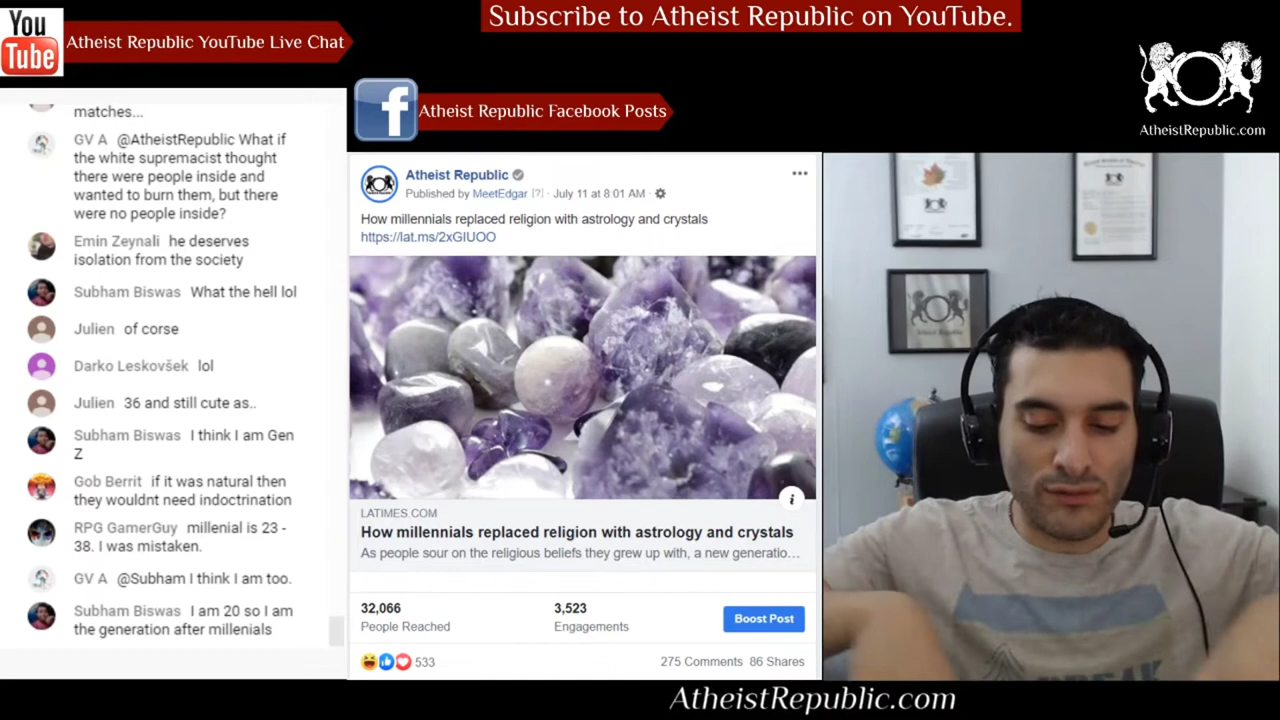 You
Tube
Atheist Republic YouTube Live Chat
Subscribe to Atheist Republic on YouTube.
AtheistRepublic.com
Atheist Republic Facebook Posts
matches...
GV A @AtheistRepublic What if
the white supremacist thought
there were people inside and
wanted to burn them, but there
were no people inside?
Emin Zeynali he deserves
isolation from the society
Subham Biswas What the hell lol
Julien of corse
Darko Leskovšek lol
Julien 36 and still cute as..
Subham Biswas I think I am Gen
Z
Gob Berrit if it was natural then
they wouldnt need indoctrination
RPG GamerGuy millenial is 23 -
38. I was mistaken.
GV A @Subham I think I am too.
Subham Biswas I am 20 so I am
the generation after millenials
f
Atheist Republic
Published by MeetEdgar [?] · July 11 at 8:01 AM ·
How millennials replaced religion with astrology and crystals
https://lat.ms/2xGIUOO
i
LATIMES.COM
How millennials replaced religion with astrology and crystals
As people sour on the religious beliefs they grew up with, a new generatio...
32,066
People Reached
3,523
Engagements
Boost Post
533
275 Comments 86 Shares
AtheistRepublic.com